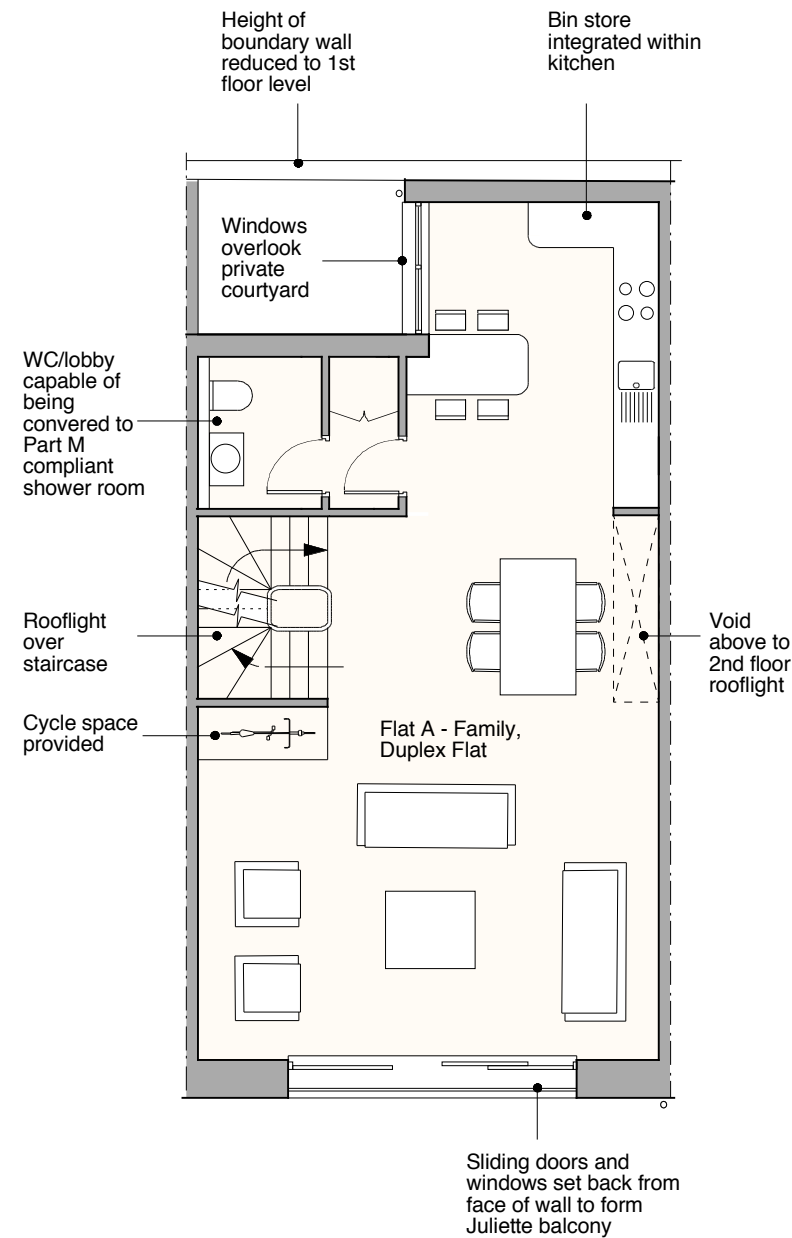 Height of
boundary wall
reduced to 1st
floor level
Bin store
integrated within
kitchen
Windows
overlook
private
courtyard
WC/lobby
capable of
being
convered to
Part M
compliant
shower room
Rooflight
over
staircase
Void
above to
2nd floor
rooflight
Cycle space
provided
Flat A - Family,
Duplex Flat
Sliding doors and
windows set back from
face of wall to form
Juliette balcony